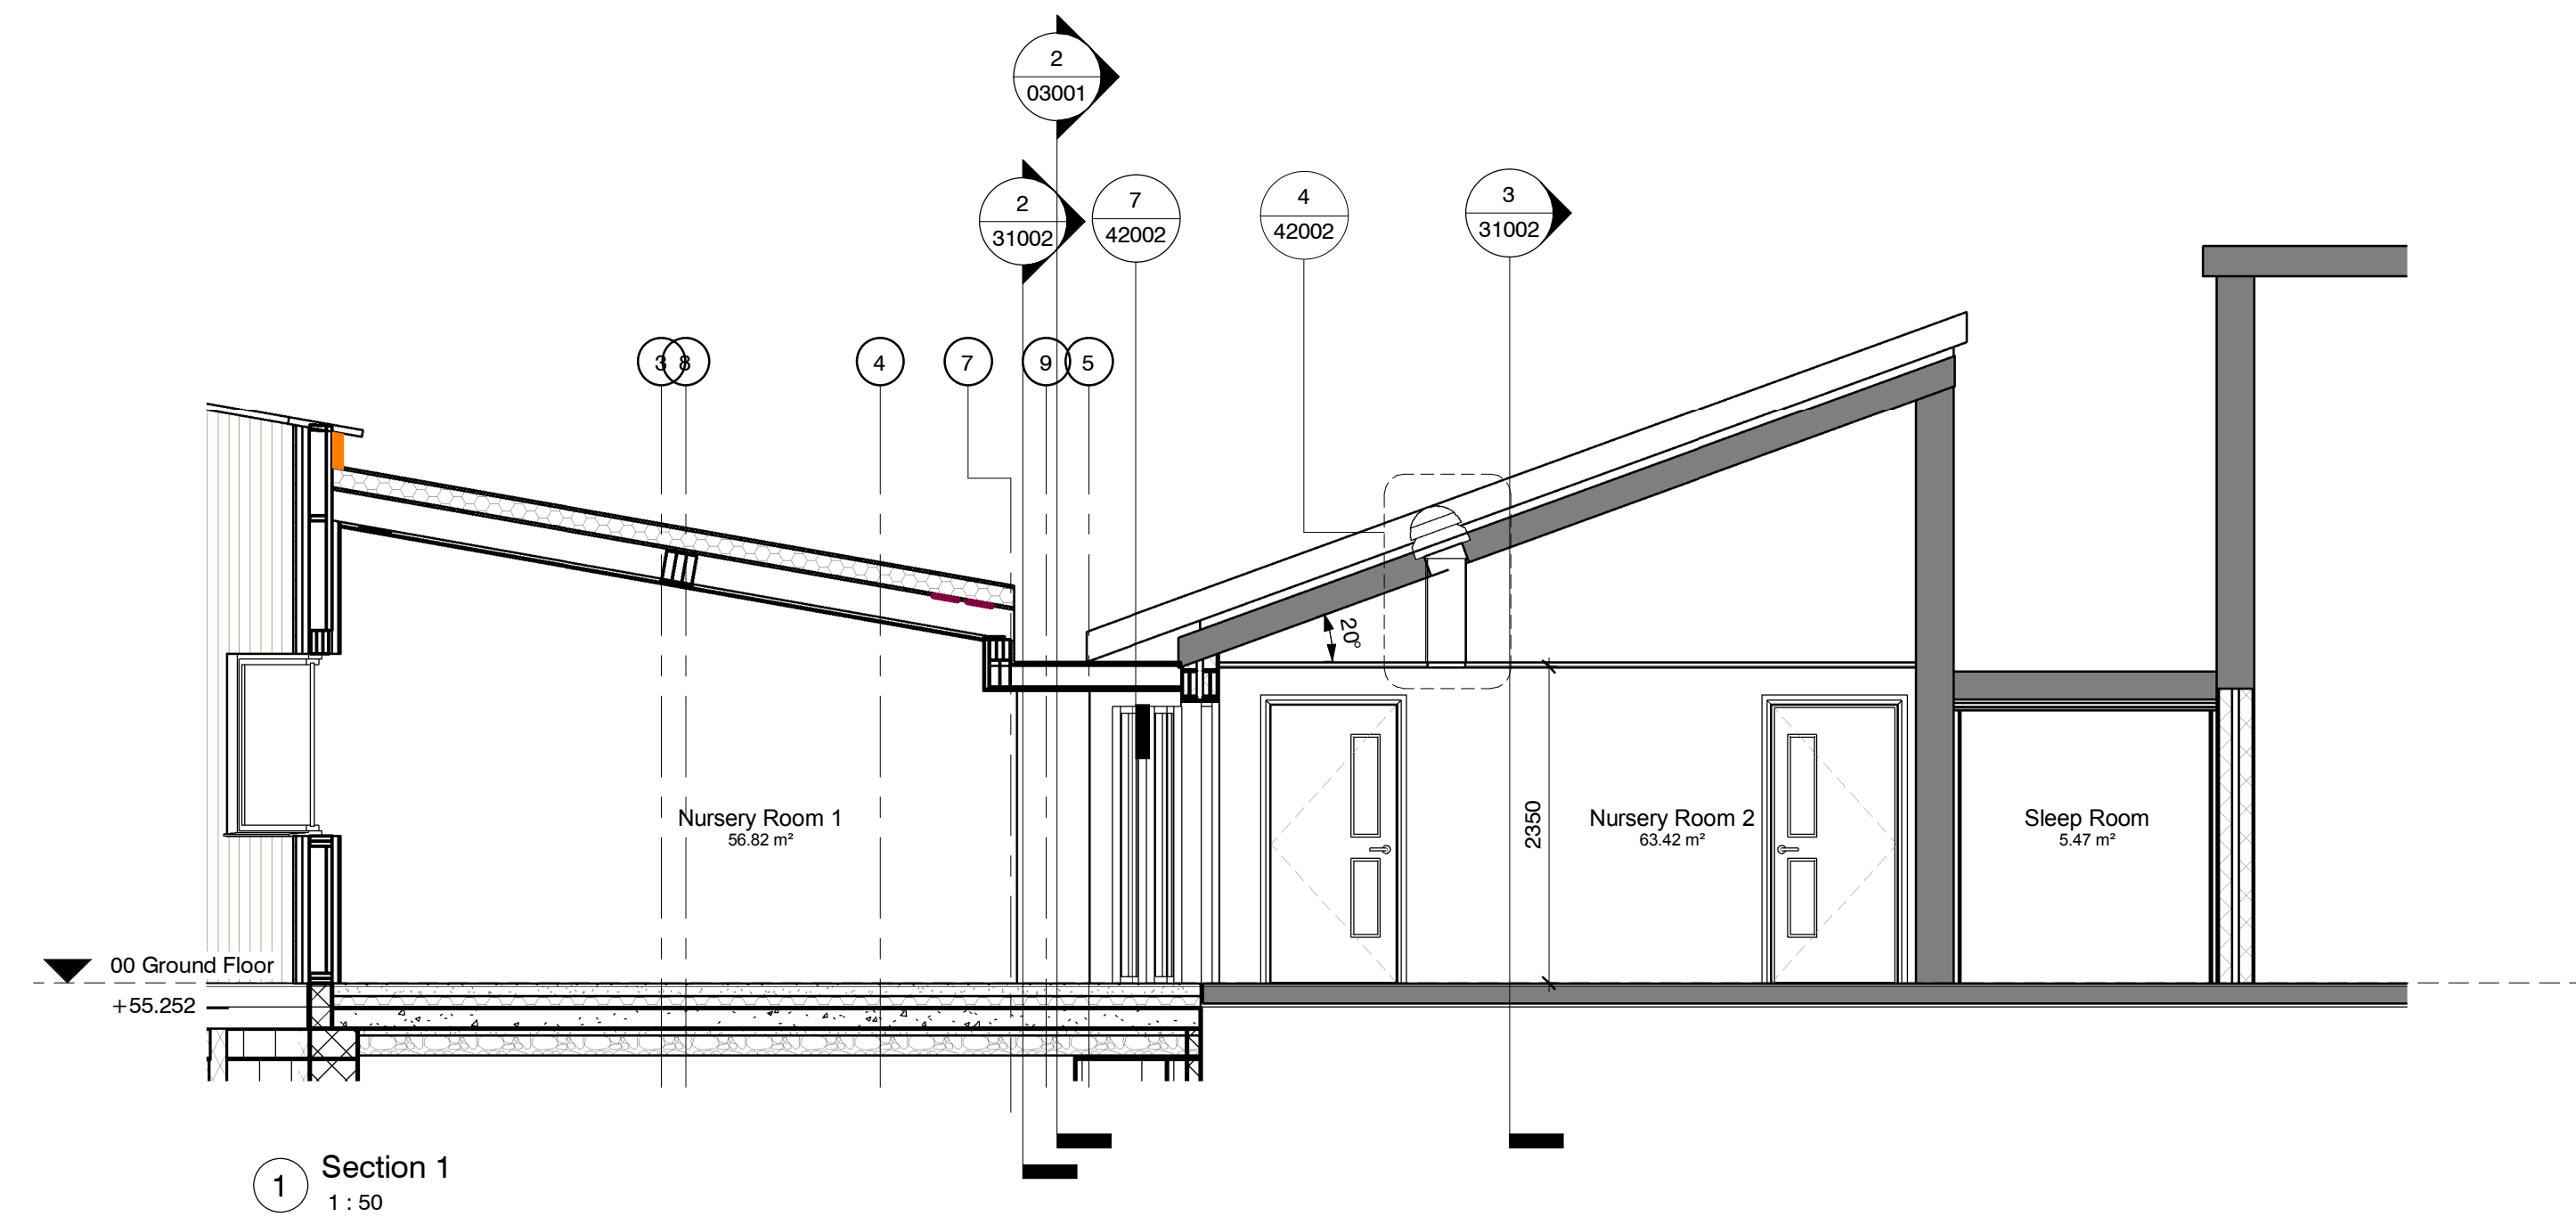 2
03001
2
31002
7
42002
4
42002
3
31002
3
8
4
7
9
5
20°
2350
Nursery Room 1
56.82 m²
Nursery Room 2
63.42 m²
Sleep Room
5.47 m²
00 Ground Floor
+55.252
1
Section 1
1 : 50